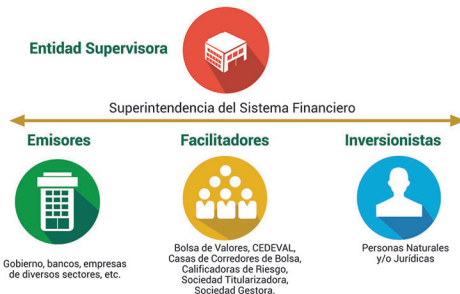 Entidad Supervisora
Superintendencia del Sistema Financiero
Emisores
Facilitadores
Inversionistas
Gobierno, bancos, empresas
de diversos sectores, etc.
Bolsa de Valores, CEDEVAL,
Casas de Corredores de Bolsa,
Calificadoras de Riesgo,
Sociedad Titularizadora,
Sociedad Gestora.
Personas Naturales
y/o Jurídicas